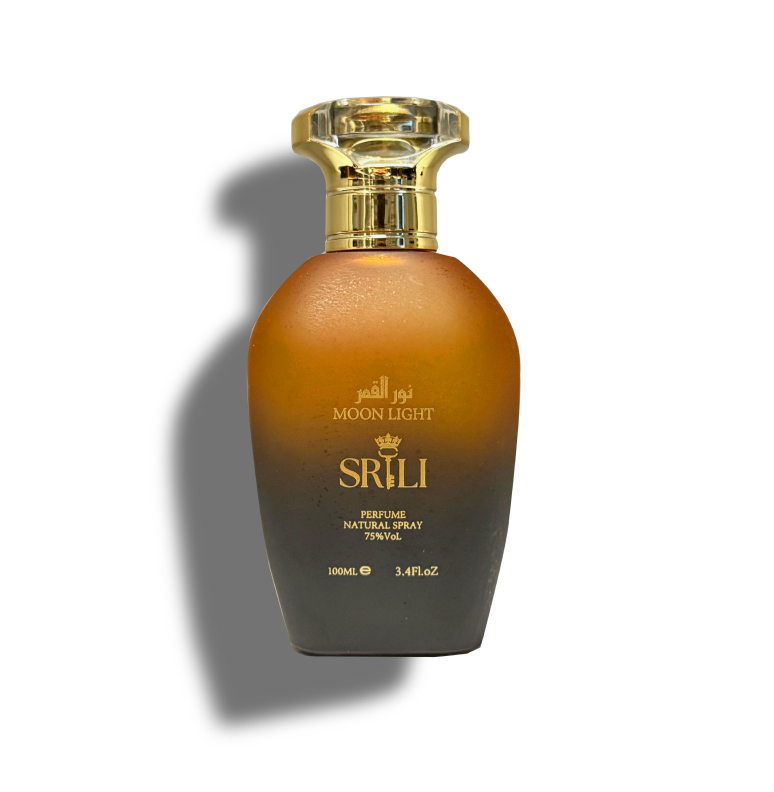 نور القمر
MOON LIGHT
SRILI
PERFUME
NATURAL SPRAY
75%VoL
100ML ℮ 3.4Fl.oZ